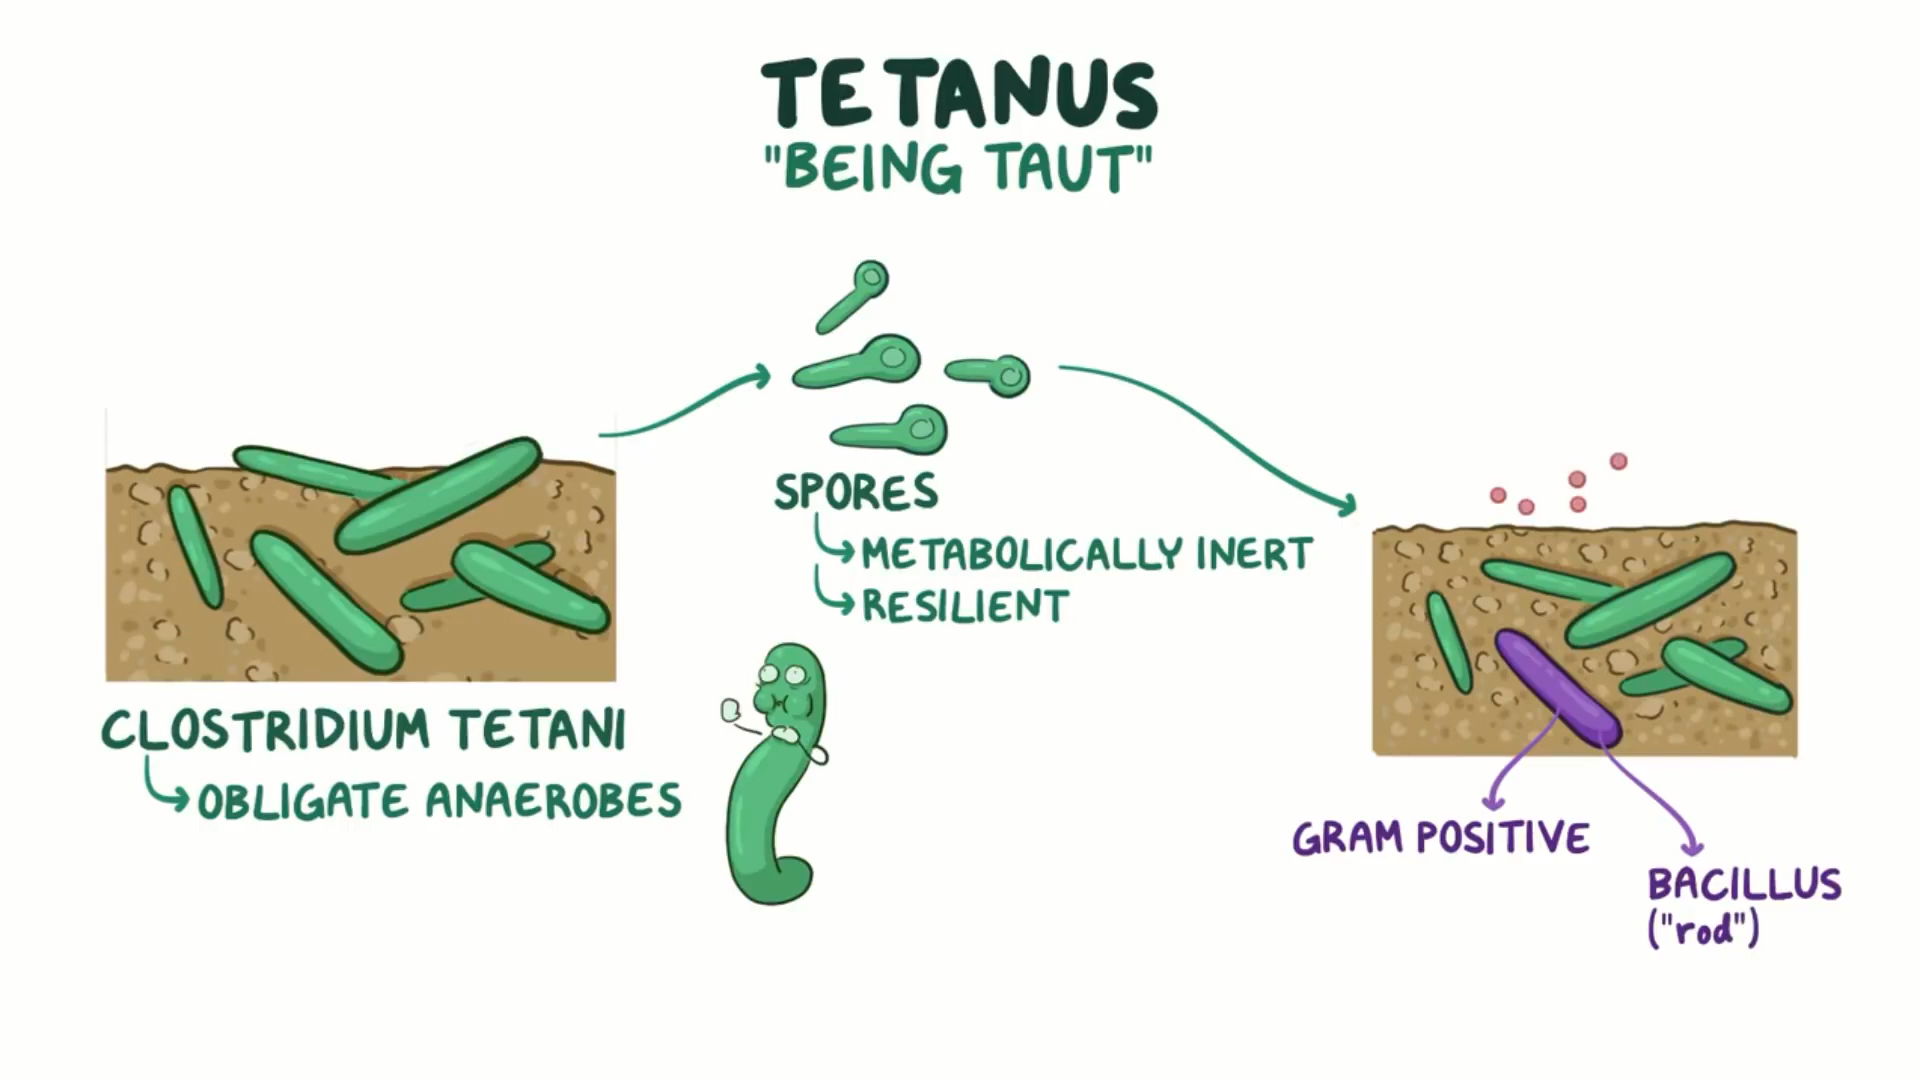 TETANUS
"BEING TAUT"
SPORES
METABOLICALLY INERT
RESILIENT
CLOSTRIDIUM TETANI
OBLIGATE ANAEROBES
GRAM POSITIVE
BACILLUS
("rod")